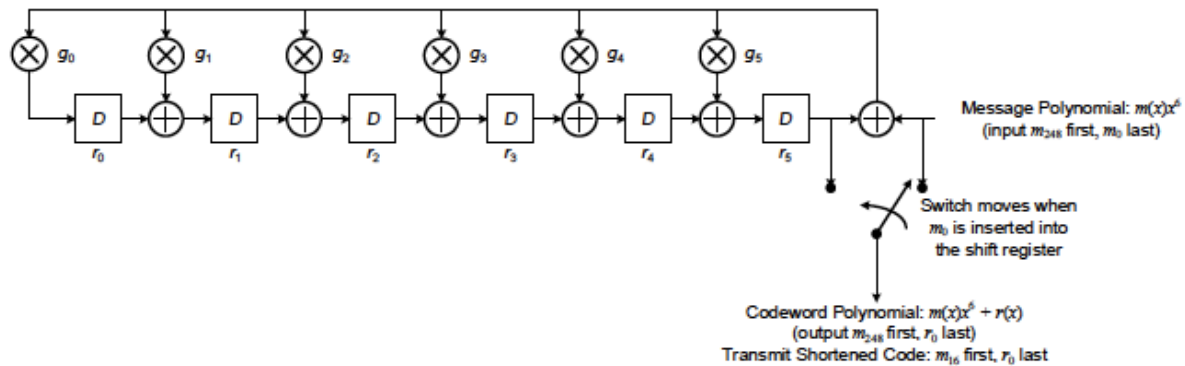 g₀ g₁ g₂ g₃ g₄ g₅
D D D D D D
r₀ r₁ r₂ r₃ r₄ r₅
Message Polynomial: m(x)x⁶
(input m₂₄₈ first, m₀ last)
Switch moves when
m₀ is inserted into
the shift register
Codeword Polynomial: m(x)x⁶ + r(x)
(output m₂₄₈ first, r₀ last)
Transmit Shortened Code: m₁₆ first, r₀ last